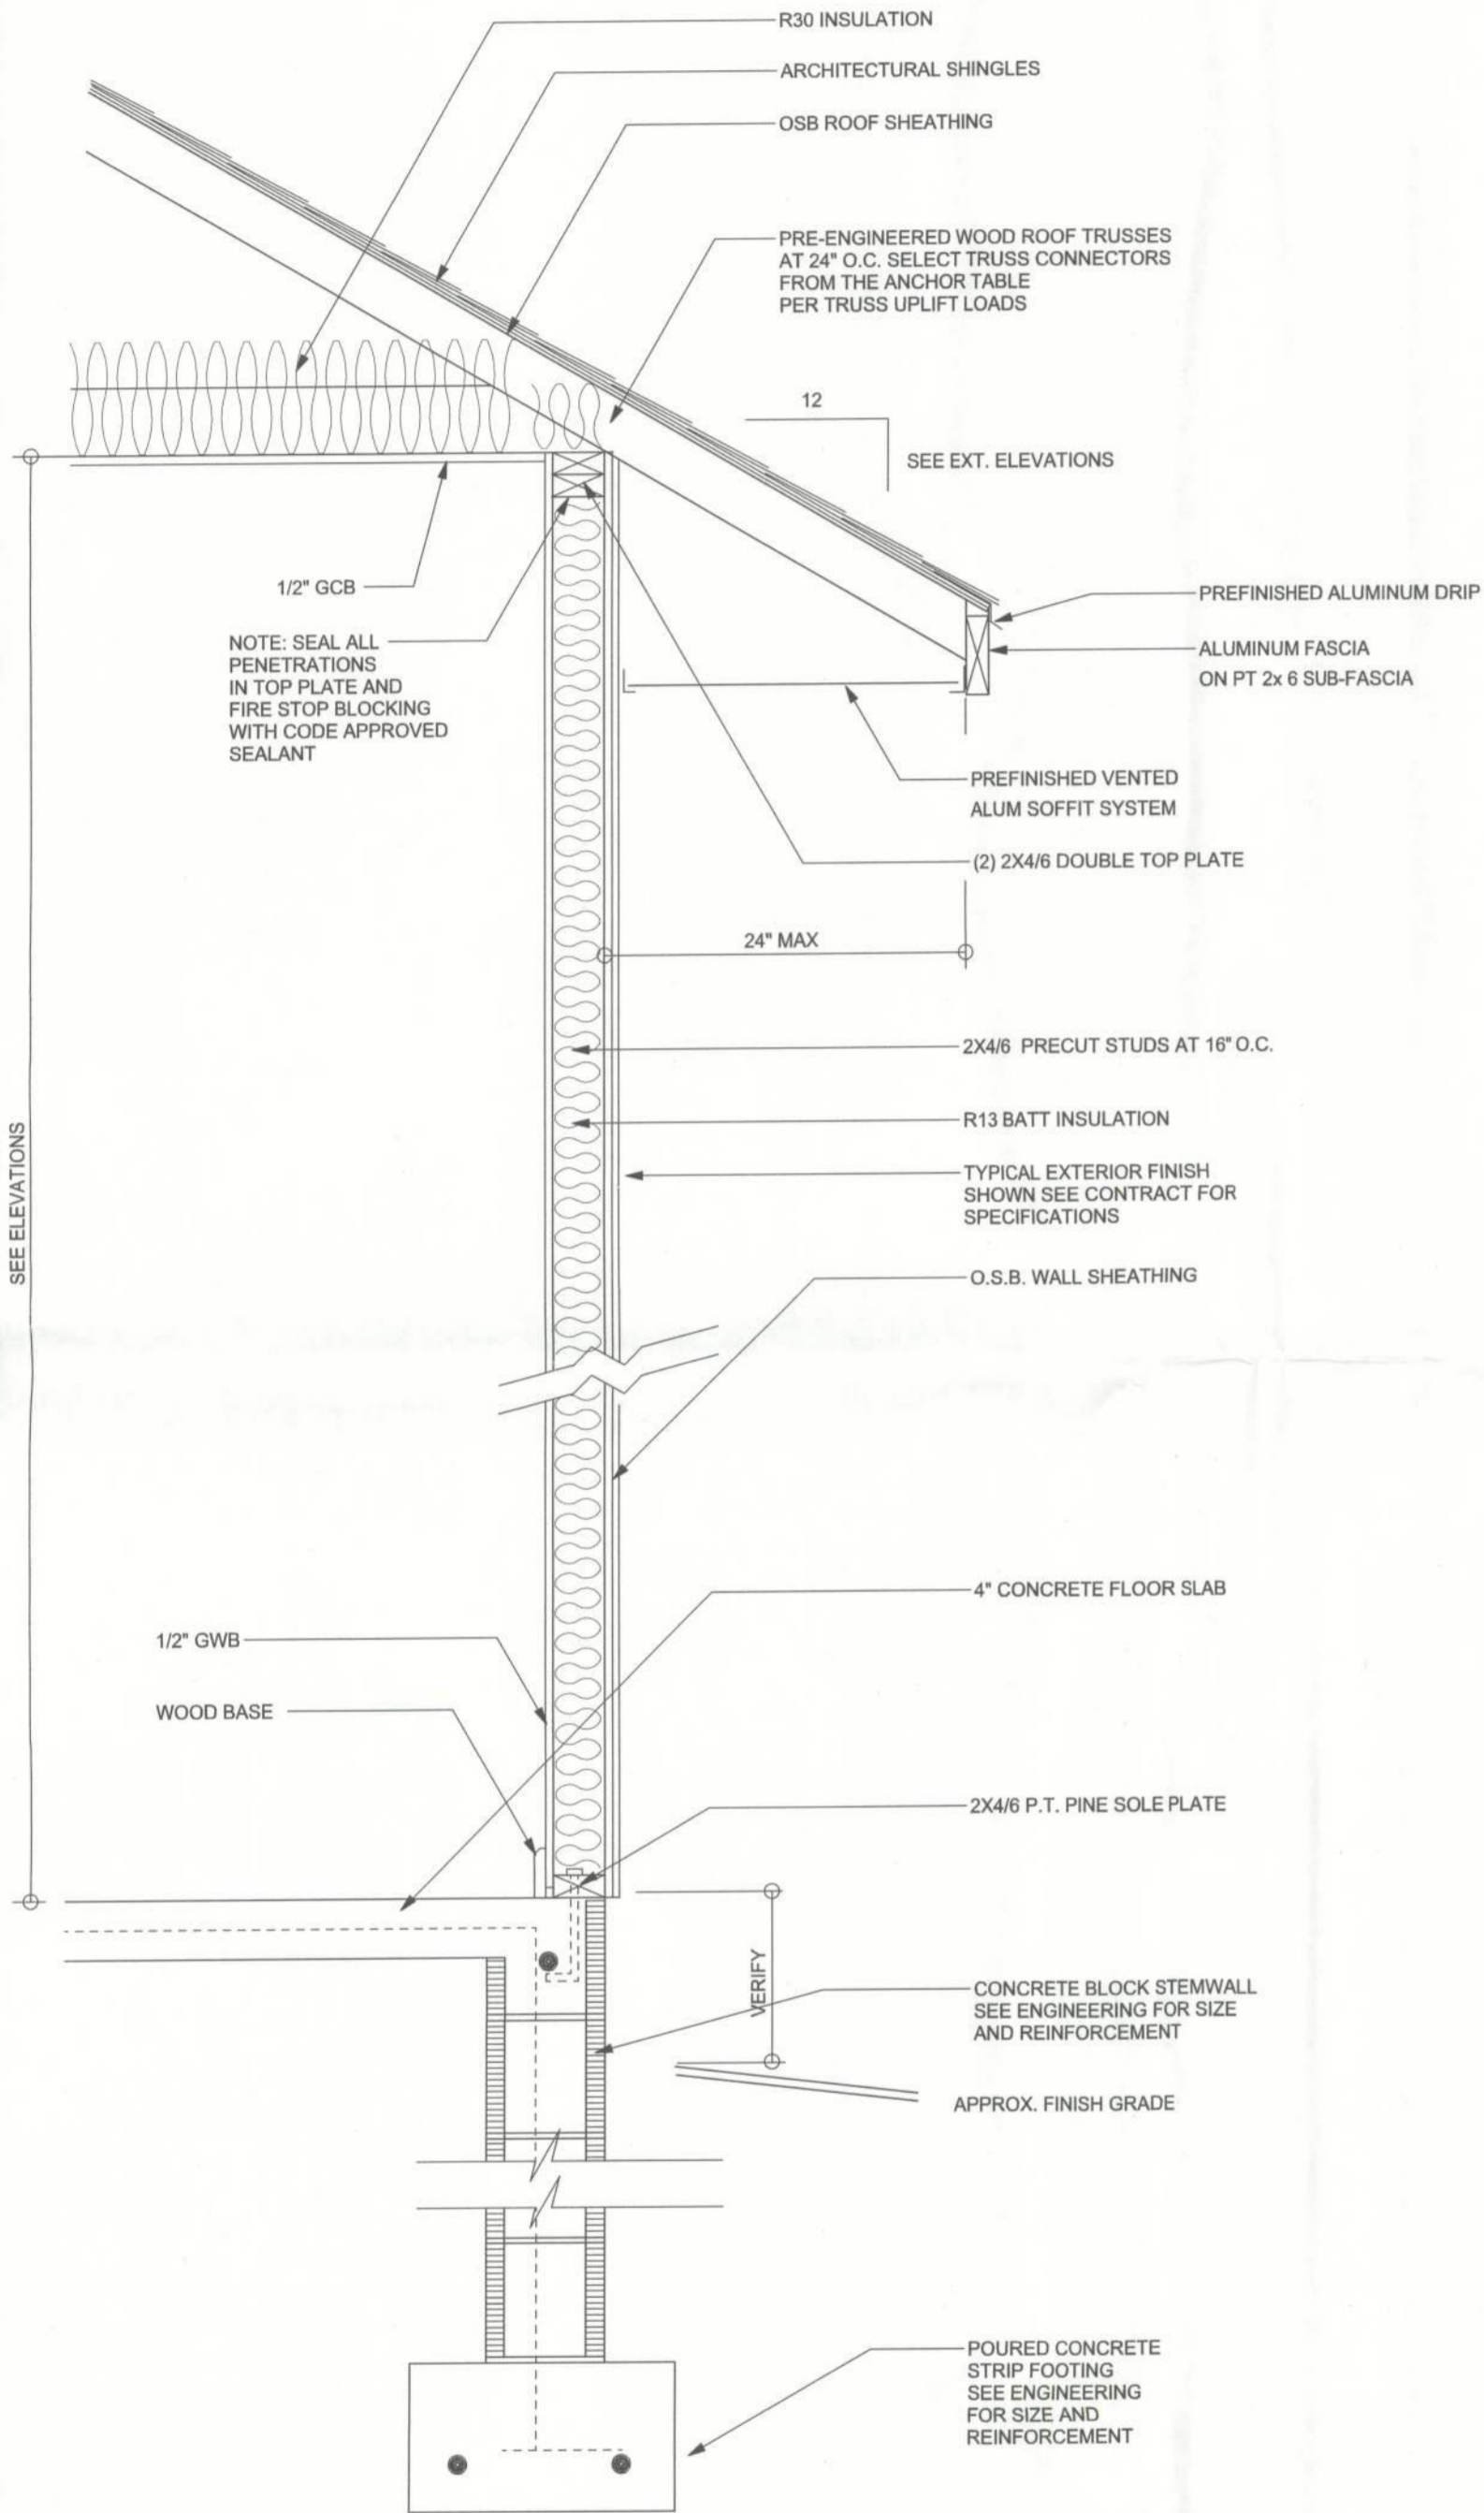 R30 INSULATION
ARCHITECTURAL SHINGLES
OSB ROOF SHEATHING
PRE-ENGINEERED WOOD ROOF TRUSSES
AT 24" O.C. SELECT TRUSS CONNECTORS
FROM THE ANCHOR TABLE
PER TRUSS UPLIFT LOADS
12
SEE EXT. ELEVATIONS
1/2" GCB
NOTE: SEAL ALL
PENETRATIONS
IN TOP PLATE AND
FIRE STOP BLOCKING
WITH CODE APPROVED
SEALANT
PREFINISHED ALUMINUM DRIP
ALUMINUM FASCIA
ON PT 2x 6 SUB-FASCIA
PREFINISHED VENTED
ALUM SOFFIT SYSTEM
(2) 2X4/6 DOUBLE TOP PLATE
24" MAX
2X4/6 PRECUT STUDS AT 16" O.C.
R13 BATT INSULATION
TYPICAL EXTERIOR FINISH
SHOWN SEE CONTRACT FOR
SPECIFICATIONS
SEE ELEVATIONS
O.S.B. WALL SHEATHING
4" CONCRETE FLOOR SLAB
1/2" GWB
WOOD BASE
2X4/6 P.T. PINE SOLE PLATE
VERIFY
CONCRETE BLOCK STEMWALL
SEE ENGINEERING FOR SIZE
AND REINFORCEMENT
APPROX. FINISH GRADE
POURED CONCRETE
STRIP FOOTING
SEE ENGINEERING
FOR SIZE AND
REINFORCEMENT